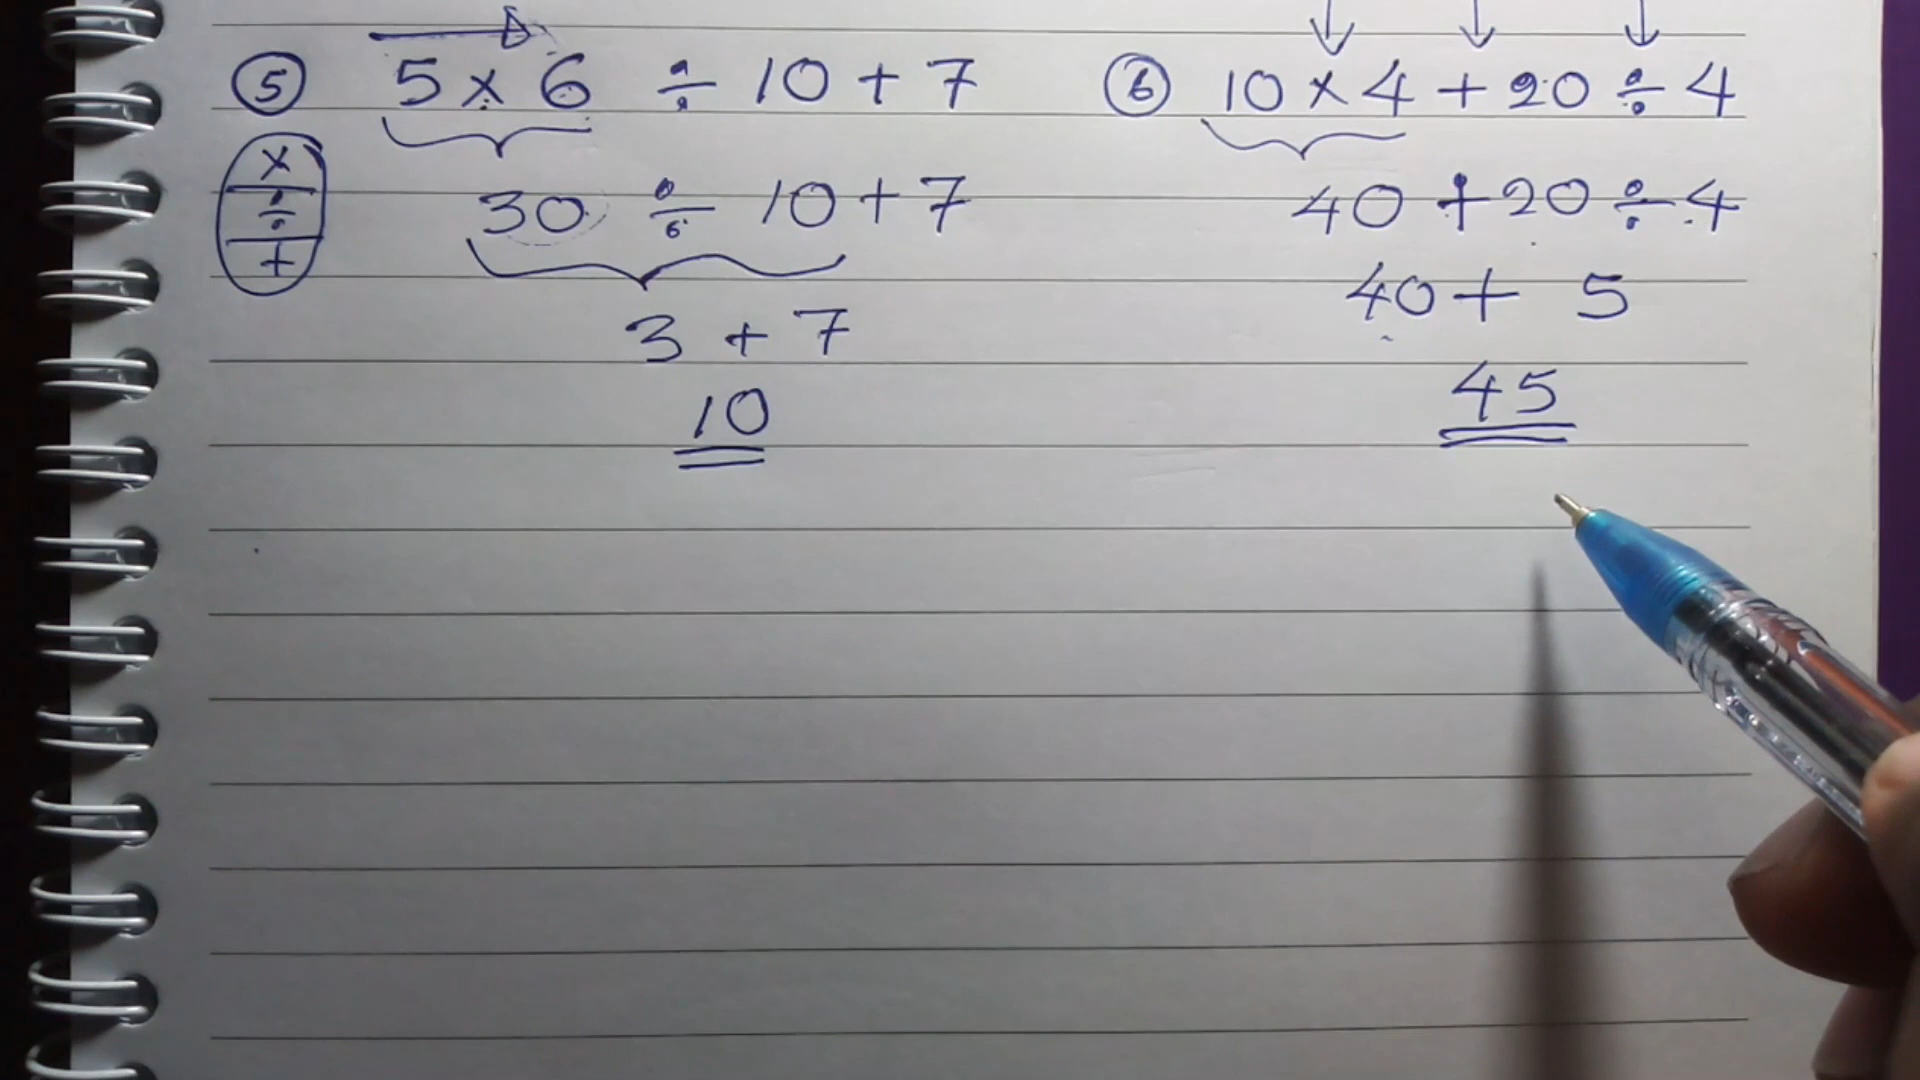 ⑤ 5 × 6 ÷ 10 + 7
×
÷
+
30 ÷ 10 + 7
3 + 7
10
⑥ 10 × 4 + 20 ÷ 4
40 + 20 ÷ 4
40 + 5
45